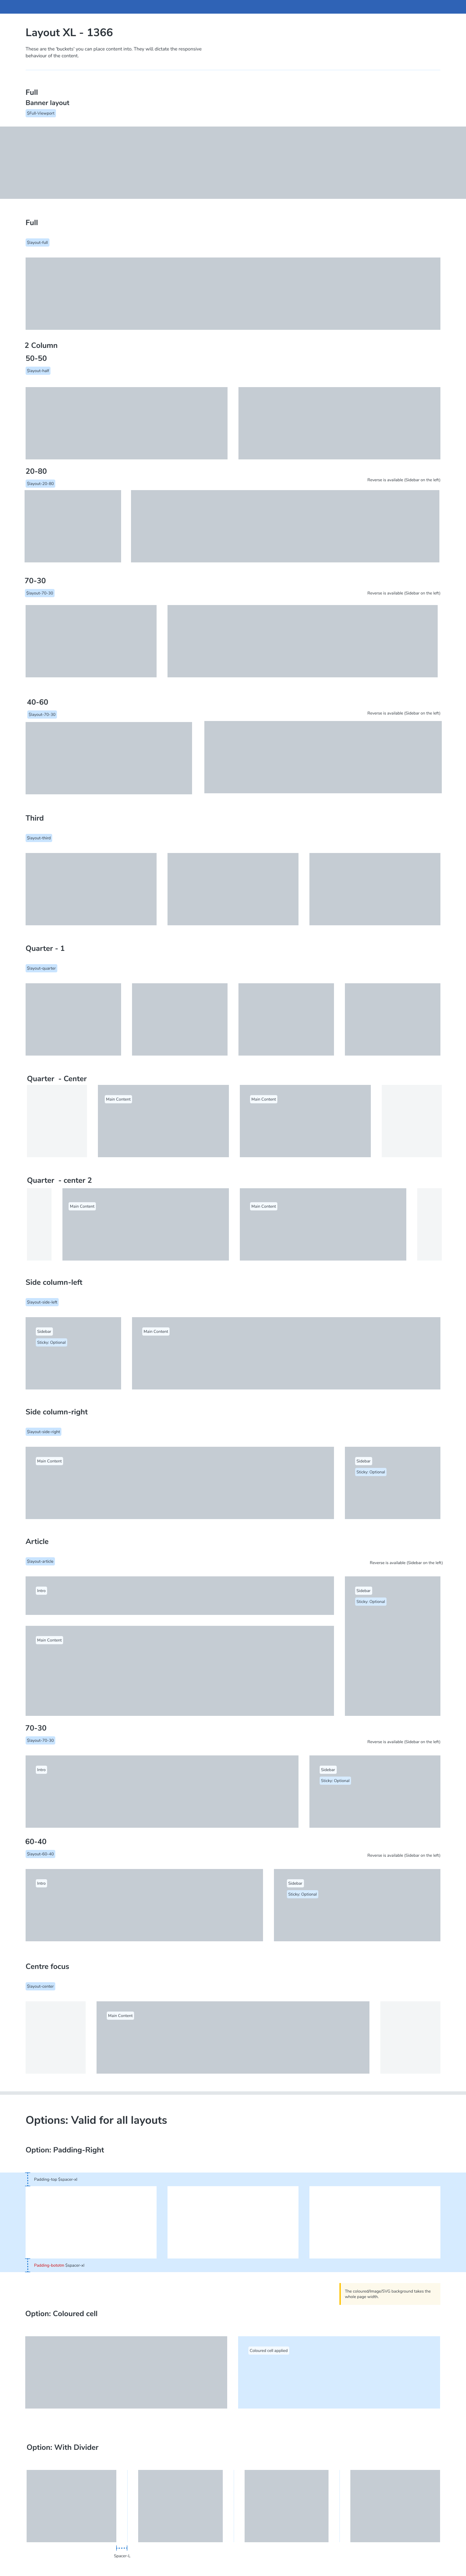 Layout XL - 1366
These are the 'buckets' you can place content into. They will dictate the responsive
behaviour of the content.
Full
Banner layout
$Full-Viewport
Full
$layout-full
2 Column
50-50
$layout-half
20-80
$layout-20-80
Reverse is available (Sidebar on the left)
70-30
$layout-70-30
Reverse is available (Sidebar on the left)
40-60
$layout-70-30
Reverse is available (Sidebar on the left)
Third
$layout-third
Quarter - 1
$layout-quarter
Quarter - Center
Main Content
Main Content
Quarter - center 2
Main Content
Main Content
Side column-left
$layout-side-left
Sidebar
Sticky: Optional
Main Content
Side column-right
$layout-side-right
Main Content
Sidebar
Sticky: Optional
Article
$layout-article
Reverse is available (Sidebar on the left)
Intro
Sidebar
Sticky: Optional
Main Content
70-30
$layout-70-30
Reverse is available (Sidebar on the left)
Intro
Sidebar
Sticky: Optional
60-40
$layout-60-40
Reverse is available (Sidebar on the left)
Intro
Sidebar
Sticky: Optional
Centre focus
$layout-center
Main Content
Options: Valid for all layouts
Option: Padding-Right
Padding-top $spacer-xl
Padding-bototm $spacer-xl
The coloured/Image/SVG background takes the
whole page width.
Option: Coloured cell
Coloured cell applied
Option: With Divider
Spacer-L